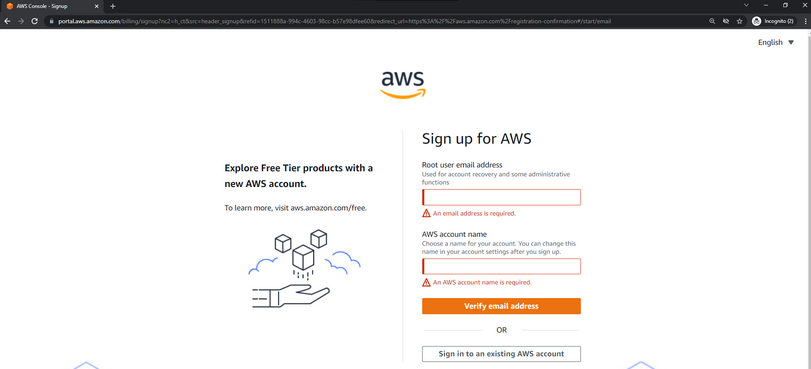 AWS Console - Signup
portal.aws.amazon.com/billing/signup?nc2=h_ct&src=header_signup&refid=1511888a-994c-4603-98cc-b57e98dfee60&redirect_url=https%3A%2F%2Faws.amazon.com%2Fregistration-confirmation#/start/email
Incognito (2)
English
aws
Sign up for AWS
Explore Free Tier products with a
new AWS account.
To learn more, visit aws.amazon.com/free.
Root user email address
Used for account recovery and some administrative
functions
An email address is required.
AWS account name
Choose a name for your account. You can change this
name in your account settings after you sign up.
An AWS account name is required.
Verify email address
OR
Sign in to an existing AWS account